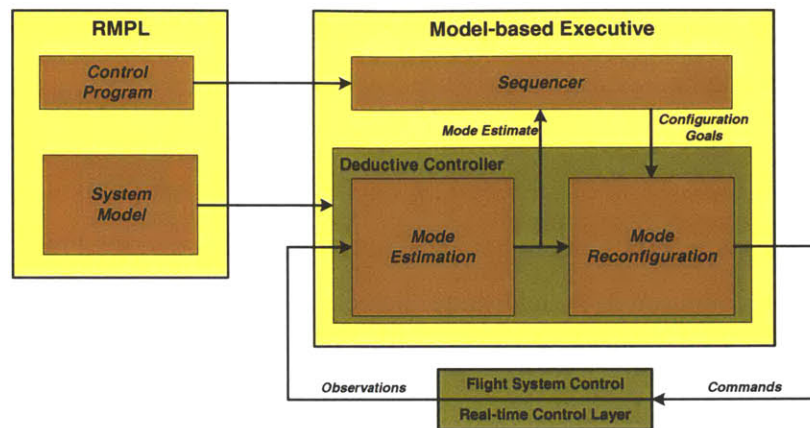 RMPL
Control
Program
System
Model
Model-based Executive
Sequencer
Mode Estimate
Configuration
Goals
Deductive Controller
Mode
Estimation
Mode
Reconfiguration
Observations
Flight System Control
Real-time Control Layer
Commands